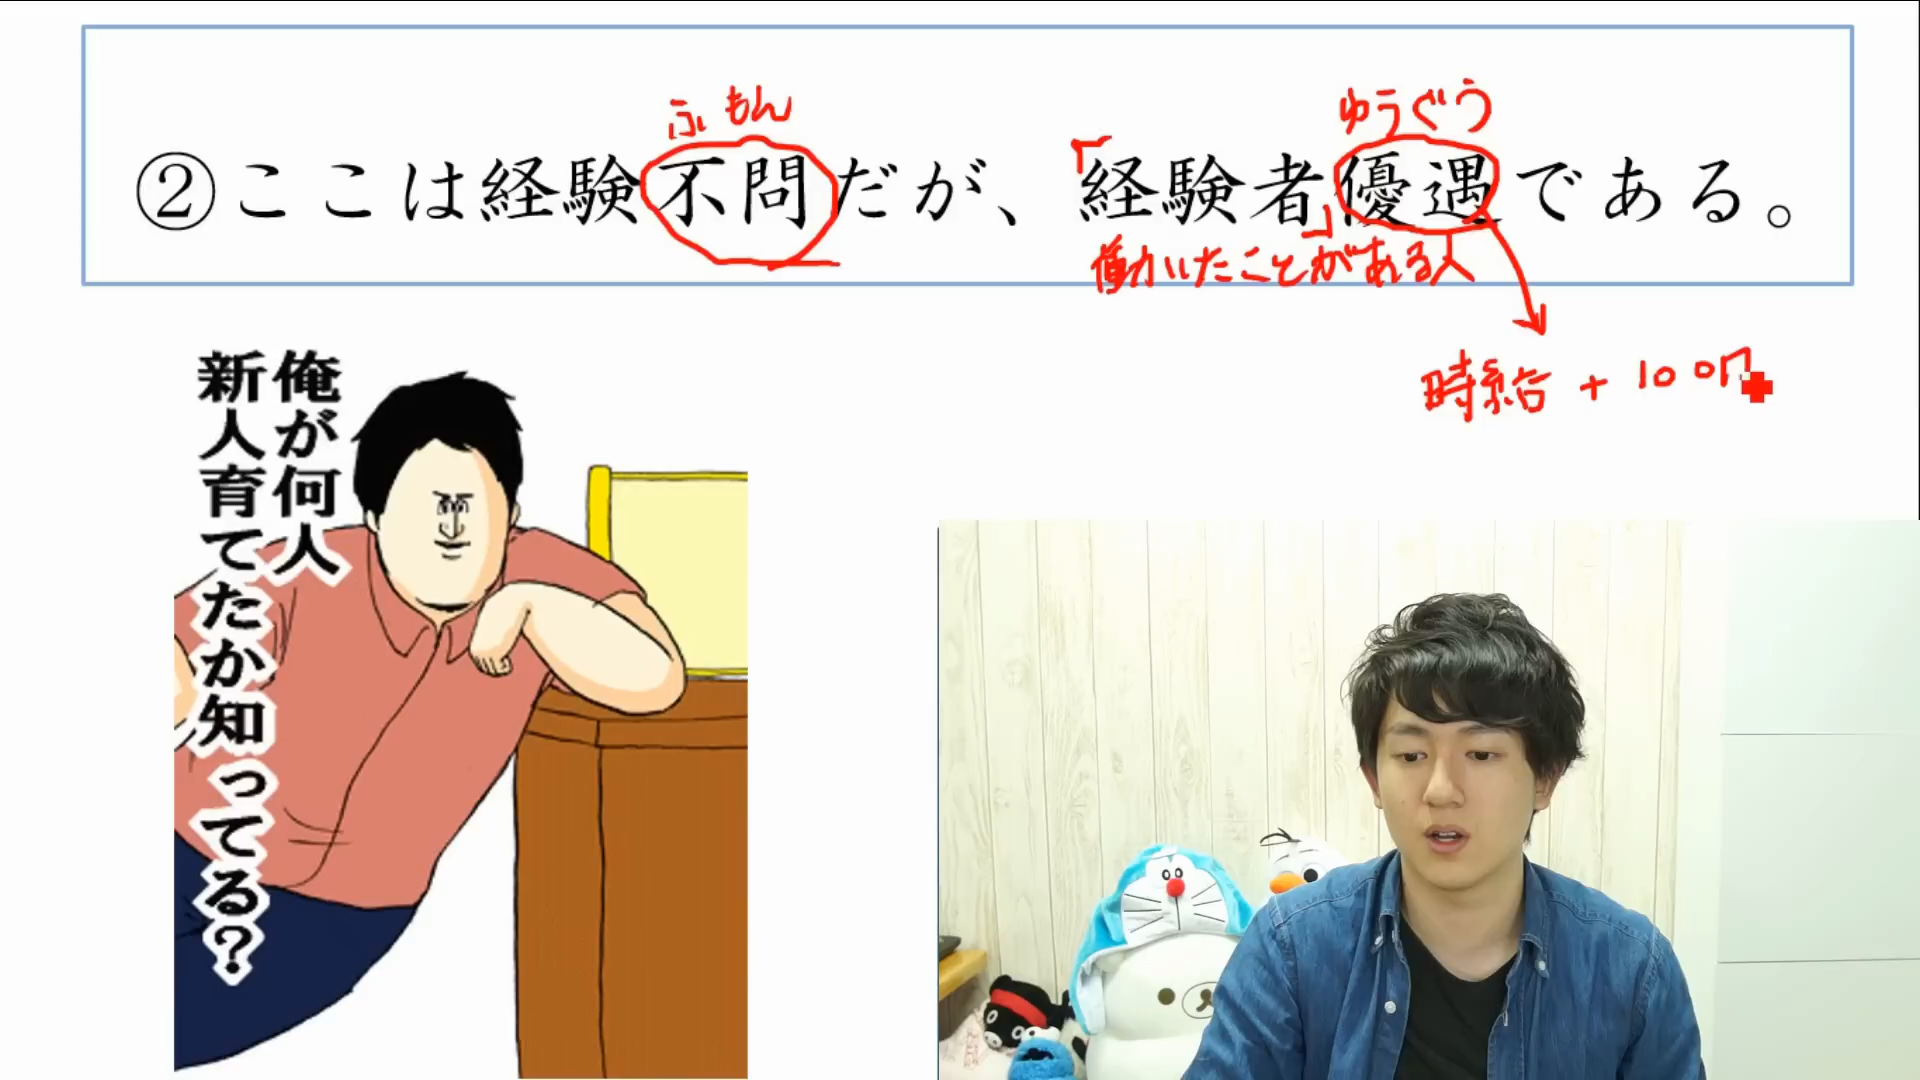 ふもん
ゆうぐう
②ここは経験不問だが、「経験者」優遇である。
働いたことがある人
時給 + 100円
俺が何人
新人育てたか知ってる?